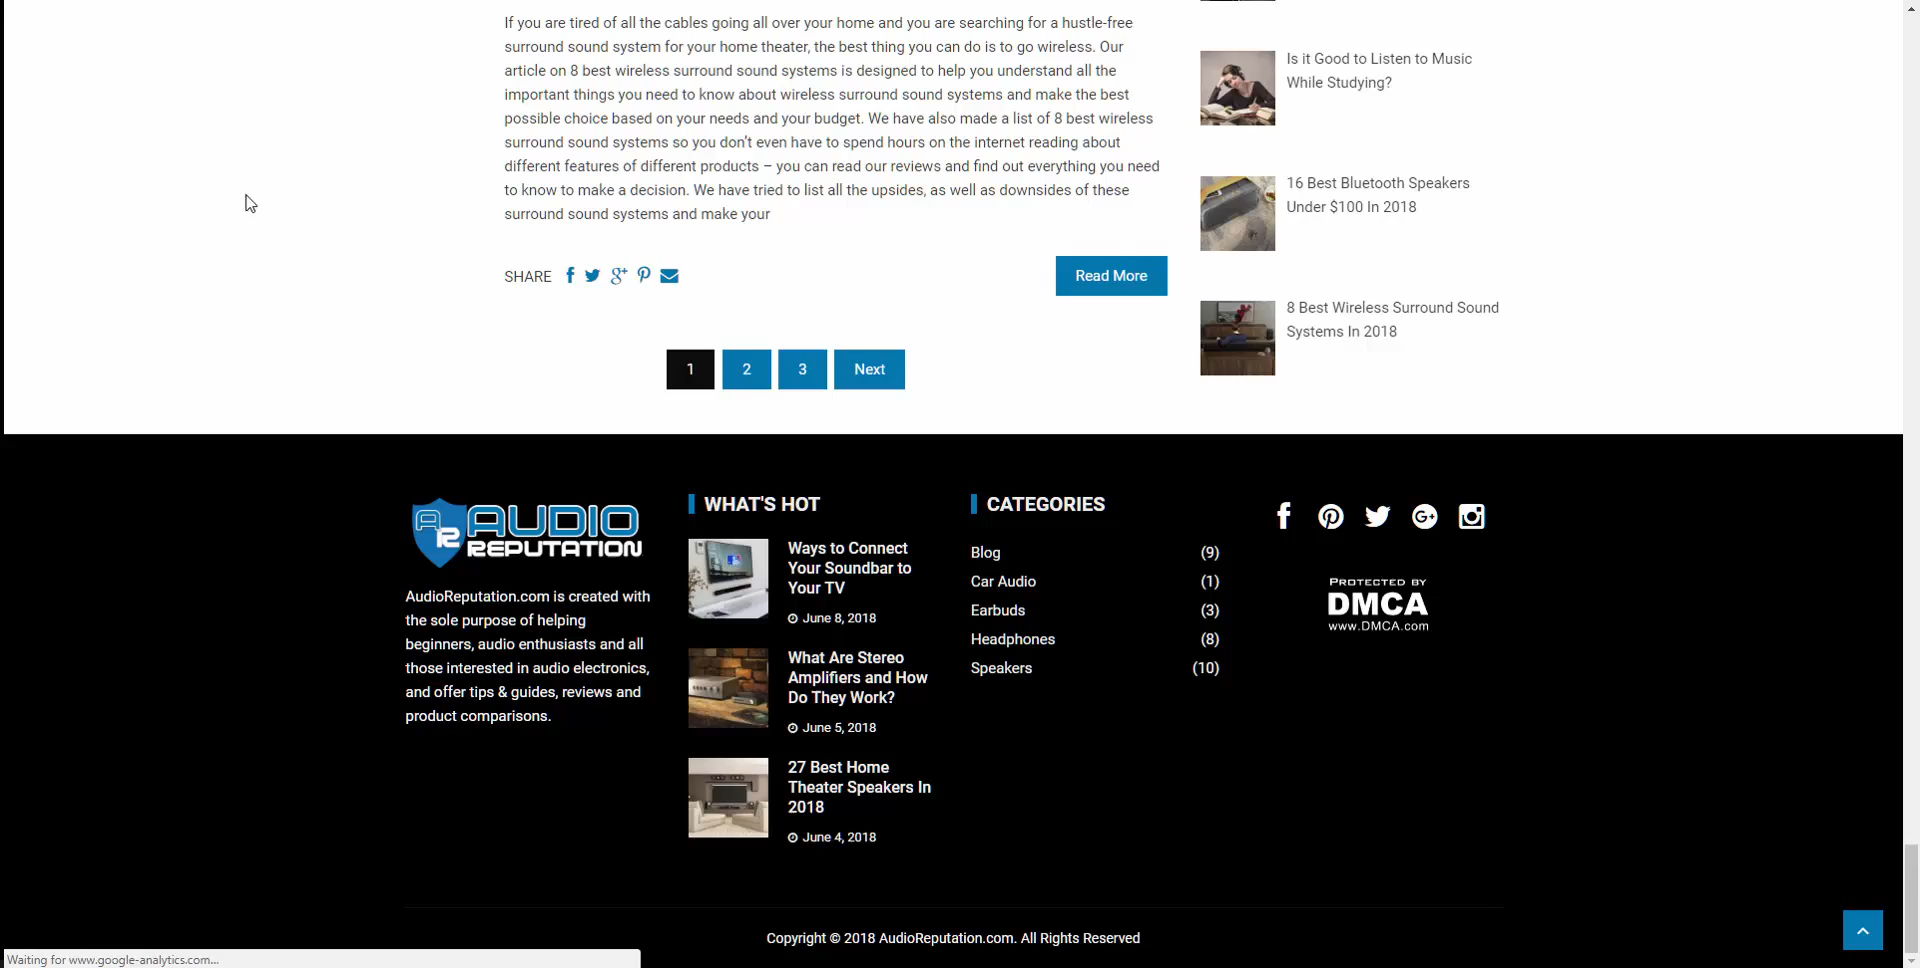 If you are tired of all the cables going all over your home and you are searching for a hustle-free
surround sound system for your home theater, the best thing you can do is to go wireless. Our
article on 8 best wireless surround sound systems is designed to help you understand all the
important things you need to know about wireless surround sound systems and make the best
possible choice based on your needs and your budget. We have also made a list of 8 best wireless
surround sound systems so you don’t even have to spend hours on the internet reading about
different features of different products – you can read our reviews and find out everything you need
to know to make a decision. We have tried to list all the upsides, as well as downsides of these
surround sound systems and make your
SHARE
Read More
1 2 3 Next
Is it Good to Listen to Music
While Studying?
16 Best Bluetooth Speakers
Under $100 In 2018
8 Best Wireless Surround Sound
Systems In 2018
AR AUDIO
REPUTATION
AudioReputation.com is created with
the sole purpose of helping
beginners, audio enthusiasts and all
those interested in audio electronics,
and offer tips & guides, reviews and
product comparisons.
WHAT'S HOT
Ways to Connect
Your Soundbar to
Your TV
June 8, 2018
What Are Stereo
Amplifiers and How
Do They Work?
June 5, 2018
27 Best Home
Theater Speakers In
2018
June 4, 2018
CATEGORIES
Blog (9)
Car Audio (1)
Earbuds (3)
Headphones (8)
Speakers (10)
PROTECTED BY
DMCA
www.DMCA.com
Copyright © 2018 AudioReputation.com. All Rights Reserved
Waiting for www.google-analytics.com...